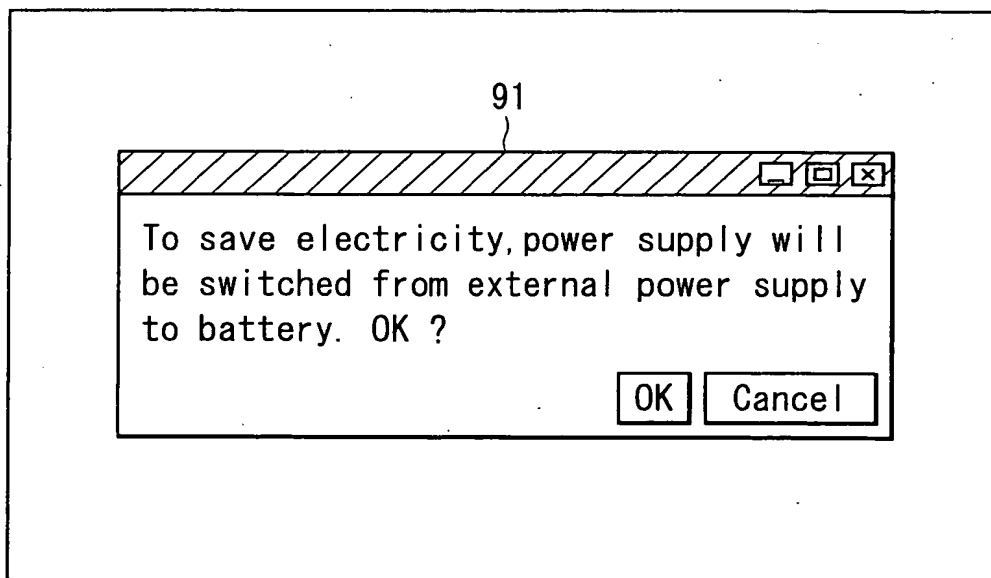 91
To save electricity,power supply will
be switched from external power supply
to battery. OK ?
OK Cancel